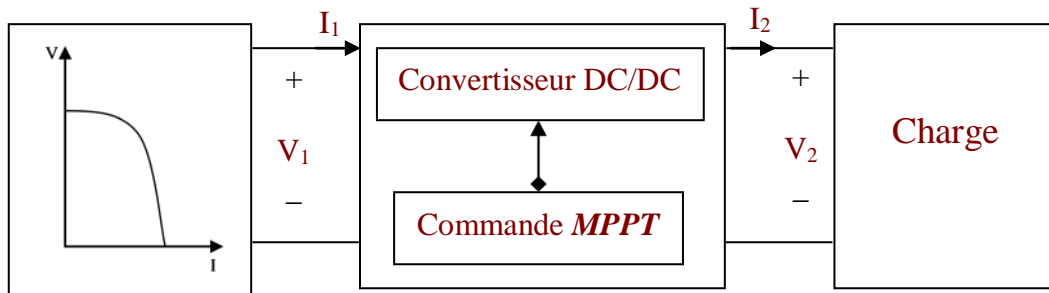 V
I
I₁
+
V₁
−
Convertisseur DC/DC
Commande MPPT
I₂
+
V₂
−
Charge